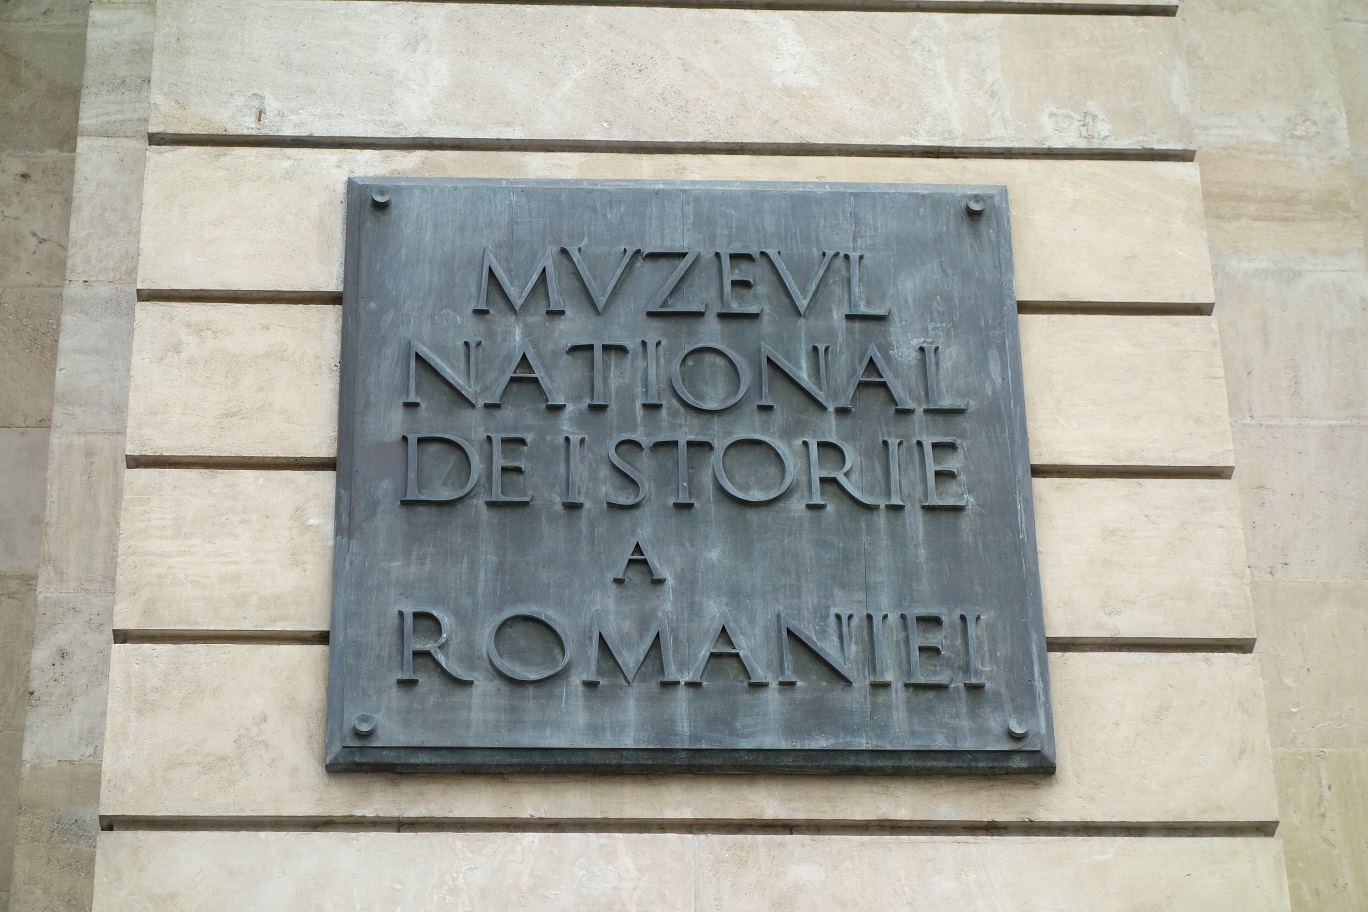 MVZEVL
NATIONAL
DE ISTORIE
A
ROMANIEI